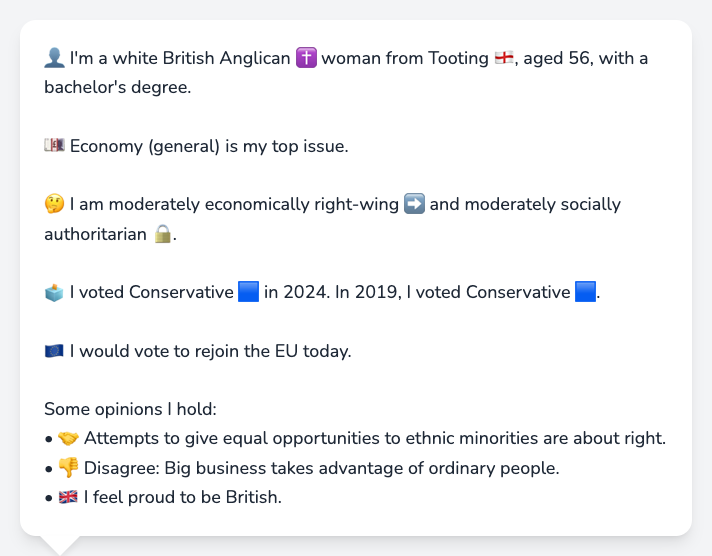 👤 I'm a white British Anglican ✝️ woman from Tooting 🏴󠁧󠁢󠁥󠁮󠁧󠁿, aged 56, with a
bachelor's degree.
💷 Economy (general) is my top issue.
🤔 I am moderately economically right-wing ➡️ and moderately socially
authoritarian 🔒.
🗳️ I voted Conservative 🟦 in 2024. In 2019, I voted Conservative 🟦.
🇪🇺 I would vote to rejoin the EU today.
Some opinions I hold:
• 🤝 Attempts to give equal opportunities to ethnic minorities are about right.
• 👎 Disagree: Big business takes advantage of ordinary people.
• 🇬🇧 I feel proud to be British.